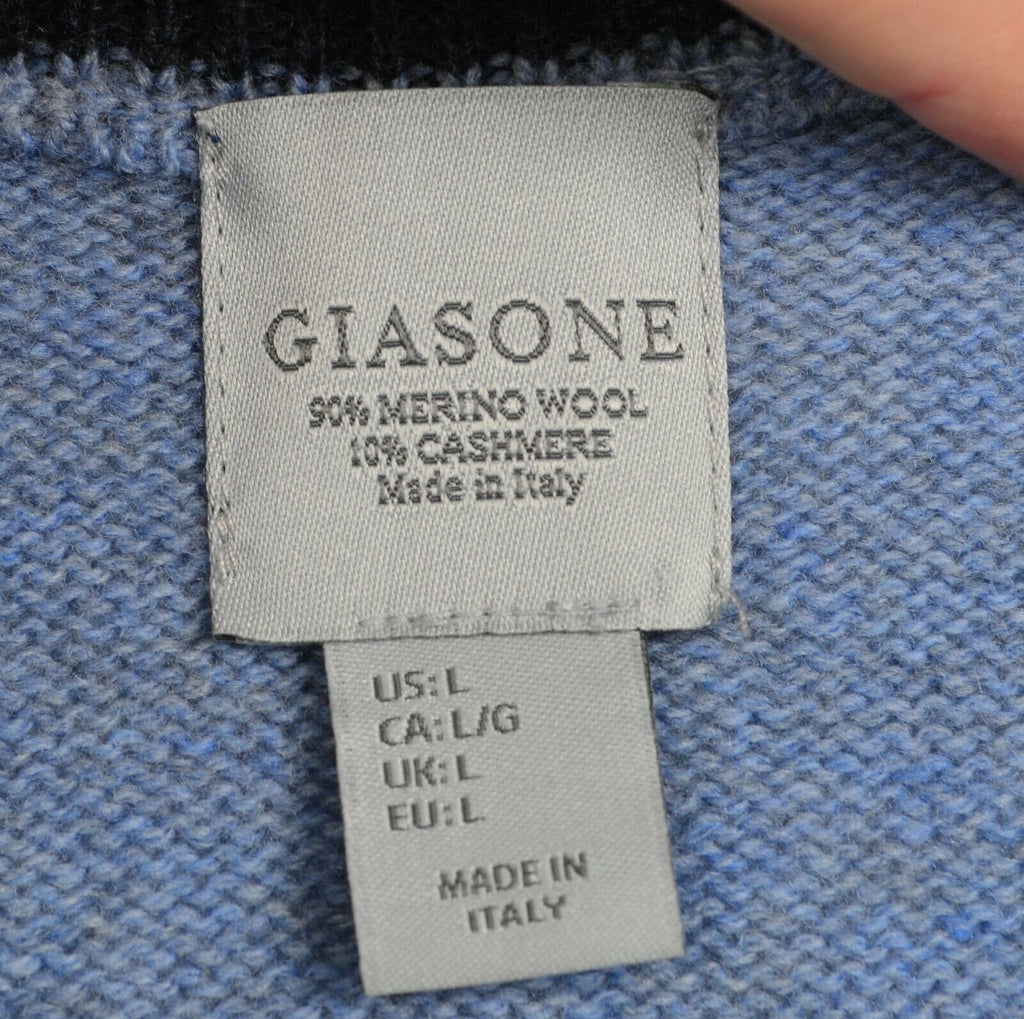 GIASONE
90% MERINO WOOL
10% CASHMERE
Made in Italy
US: L
CA: L/G
UK: L
EU: L
MADE IN
ITALY